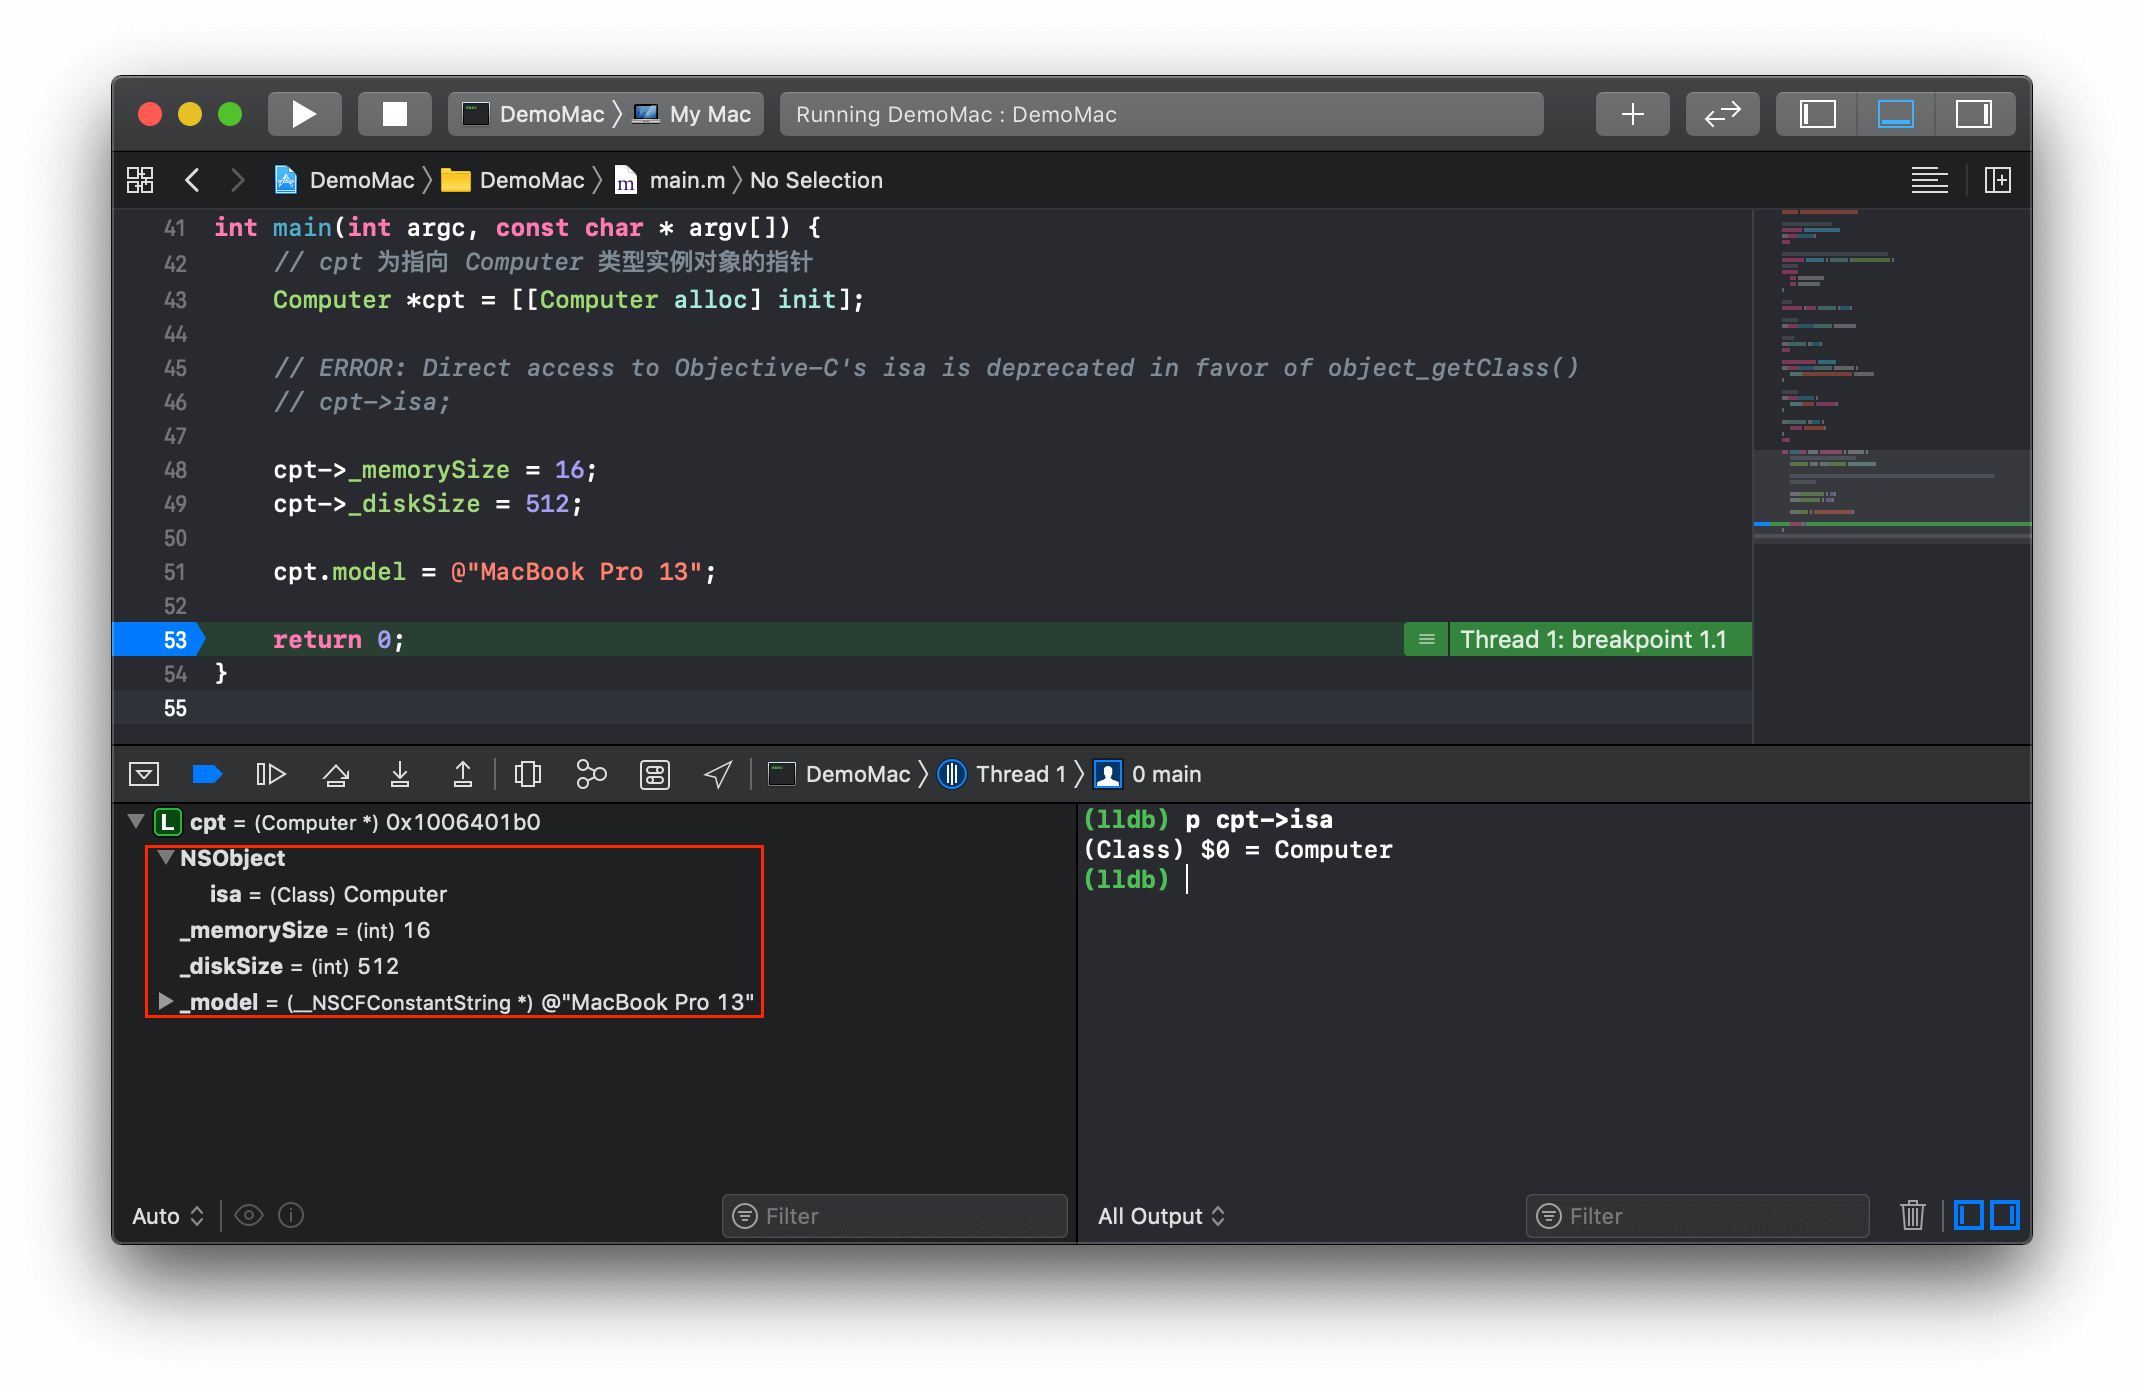 DemoMac 〉 My Mac
Running DemoMac : DemoMac
DemoMac 〉 DemoMac 〉 m main.m 〉 No Selection
41 int main(int argc, const char * argv[]) {
42 // cpt 为指向 Computer 类型实例对象的指针
43 Computer *cpt = [[Computer alloc] init];
44
45 // ERROR: Direct access to Objective-C's isa is deprecated in favor of object_getClass()
46 // cpt->isa;
47
48 cpt->_memorySize = 16;
49 cpt->_diskSize = 512;
50
51 cpt.model = @"MacBook Pro 13";
52
53 return 0;
Thread 1: breakpoint 1.1
54 }
55
DemoMac 〉 Thread 1 〉 0 main
L cpt = (Computer *) 0x1006401b0
NSObject
isa = (Class) Computer
_memorySize = (int) 16
_diskSize = (int) 512
_model = (__NSCFConstantString *) @"MacBook Pro 13"
(lldb) p cpt->isa
(Class) $0 = Computer
(lldb)
Auto
Filter
All Output
Filter